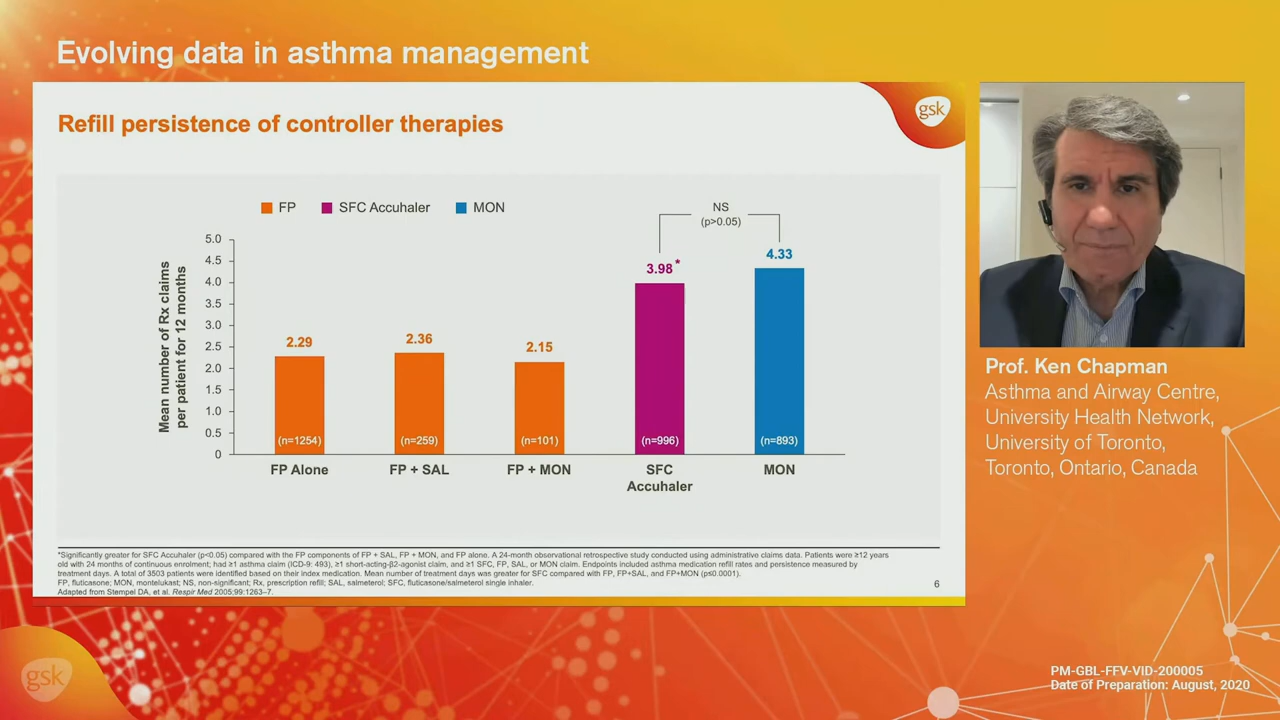 Evolving data in asthma management
gsk
Refill persistence of controller therapies
FP
SFC Accuhaler
MON
NS
(p>0.05)
Mean number of Rx claims
per patient for 12 months
5.0
4.5
4.0
3.5
3.0
2.5
2.0
1.5
1.0
0.5
0
2.29
2.36
2.15
3.98*
4.33
(n=1254)
(n=259)
(n=101)
(n=996)
(n=893)
FP Alone
FP + SAL
FP + MON
SFC
Accuhaler
MON
*Significantly greater for SFC Accuhaler (p<0.05) compared with the FP components of FP + SAL, FP + MON, and FP alone. A 24-month observational retrospective study conducted using administrative claims data. Patients were ≥12 years
old with 24 months of continuous enrolment; had ≥1 asthma claim (ICD-9: 493), ≥1 short-acting-β2-agonist claim, and ≥1 SFC, FP, SAL, or MON claim. Endpoints included asthma medication refill rates and persistence measured by
treatment days. A total of 3503 patients were identified based on their index medication. Mean number of treatment days was greater for SFC compared with FP, FP+SAL, and FP+MON (p≤0.0001).
FP, fluticasone; MON, montelukast; NS, non-significant; Rx, prescription refill; SAL, salmeterol; SFC, fluticasone/salmeterol single inhaler.
Adapted from Stempel DA, et al. Respir Med 2005;99:1263–7.
6
Prof. Ken Chapman
Asthma and Airway Centre,
University Health Network,
University of Toronto,
Toronto, Ontario, Canada
gsk
PM-GBL-FFV-VID-200005
Date of Preparation: August, 2020